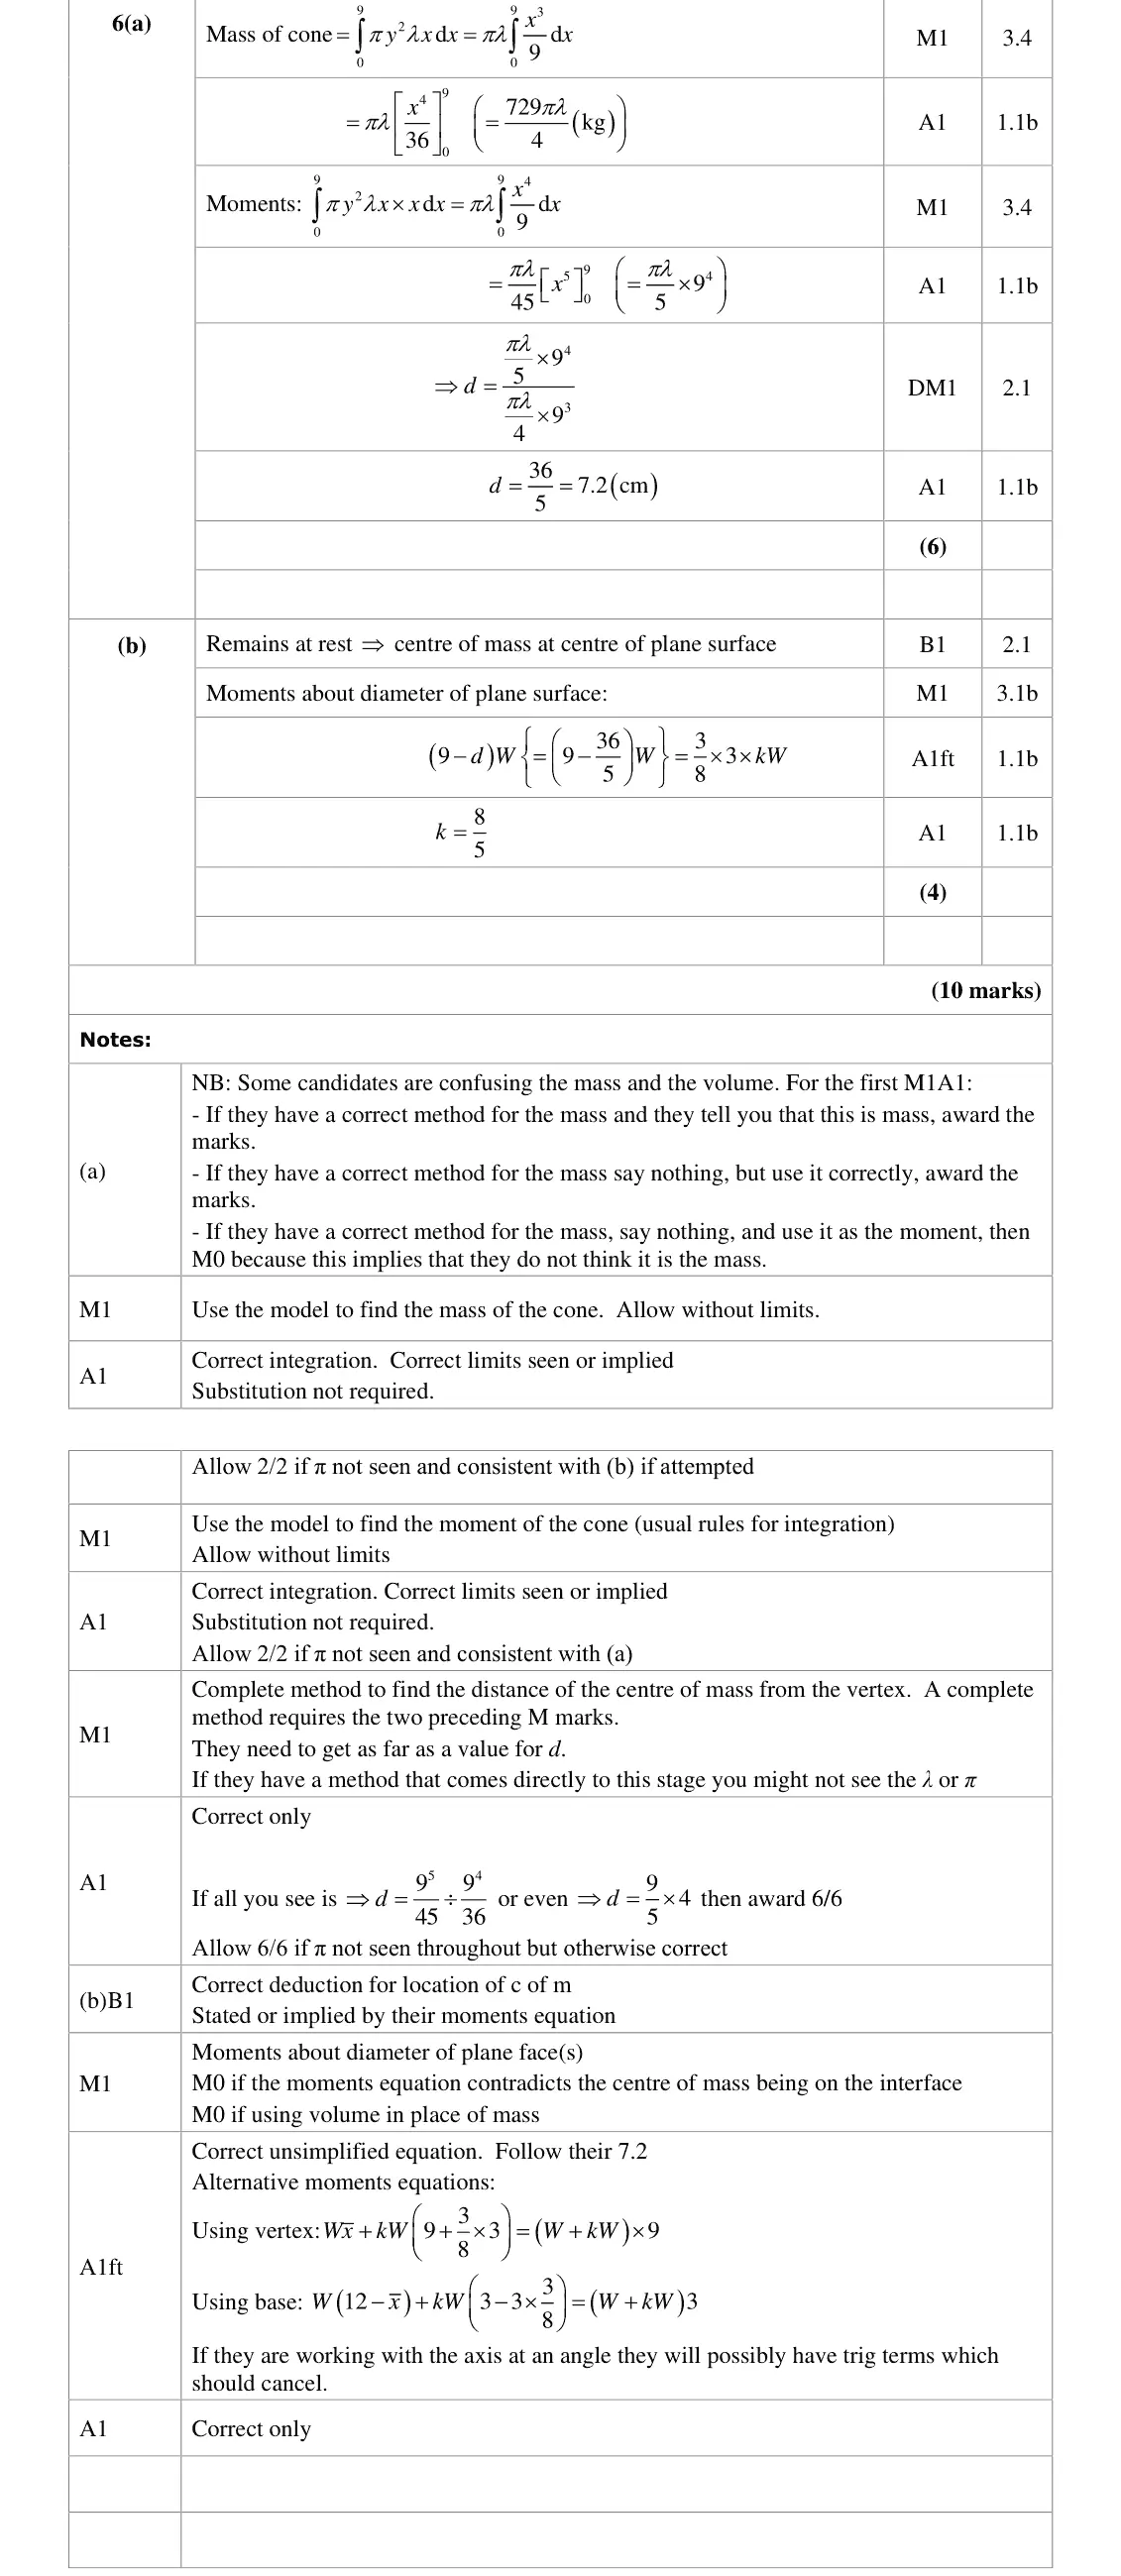 6(a) Mass of cone = ∫₀⁹ πy²λx dx = πλ∫₀⁹ x³/9 dx M1 3.4
= πλ[x⁴/36]₀⁹ (= 729πλ/4 (kg)) A1 1.1b
Moments: ∫₀⁹ πy²λx × x dx = πλ∫₀⁹ x⁴/9 dx M1 3.4
= πλ/45 [x⁵]₀⁹ (= πλ/5 × 9⁴) A1 1.1b
⇒ d = (πλ/5 × 9⁴)/(πλ/4 × 9³) DM1 2.1
d = 36/5 = 7.2(cm) A1 1.1b
(6)
(b) Remains at rest ⇒ centre of mass at centre of plane surface B1 2.1
Moments about diameter of plane surface: M1 3.1b
(9 − d)W {= (9 − 36/5)W} = 3/8 × 3 × kW A1ft 1.1b
k = 8/5 A1 1.1b
(4)
(10 marks)
Notes:
(a) NB: Some candidates are confusing the mass and the volume. For the first M1A1:
- If they have a correct method for the mass and they tell you that this is mass, award the
marks.
- If they have a correct method for the mass say nothing, but use it correctly, award the
marks.
- If they have a correct method for the mass, say nothing, and use it as the moment, then
M0 because this implies that they do not think it is the mass.
M1 Use the model to find the mass of the cone. Allow without limits.
A1 Correct integration. Correct limits seen or implied
Substitution not required.
Allow 2/2 if π not seen and consistent with (b) if attempted
M1 Use the model to find the moment of the cone (usual rules for integration)
Allow without limits
A1 Correct integration. Correct limits seen or implied
Substitution not required.
Allow 2/2 if π not seen and consistent with (a)
M1 Complete method to find the distance of the centre of mass from the vertex. A complete
method requires the two preceding M marks.
They need to get as far as a value for d.
If they have a method that comes directly to this stage you might not see the λ or π
A1 Correct only
If all you see is ⇒ d = 9⁵/45 ÷ 9⁴/36 or even ⇒ d = 9/5 × 4 then award 6/6
Allow 6/6 if π not seen throughout but otherwise correct
(b)B1 Correct deduction for location of c of m
Stated or implied by their moments equation
M1 Moments about diameter of plane face(s)
M0 if the moments equation contradicts the centre of mass being on the interface
M0 if using volume in place of mass
A1ft Correct unsimplified equation. Follow their 7.2
Alternative moments equations:
Using vertex: Wx̅ + kW(9 + 3/8 × 3) = (W + kW) × 9
Using base: W(12 − x̅) + kW(3 − 3 × 3/8) = (W + kW)3
If they are working with the axis at an angle they will possibly have trig terms which
should cancel.
A1 Correct only